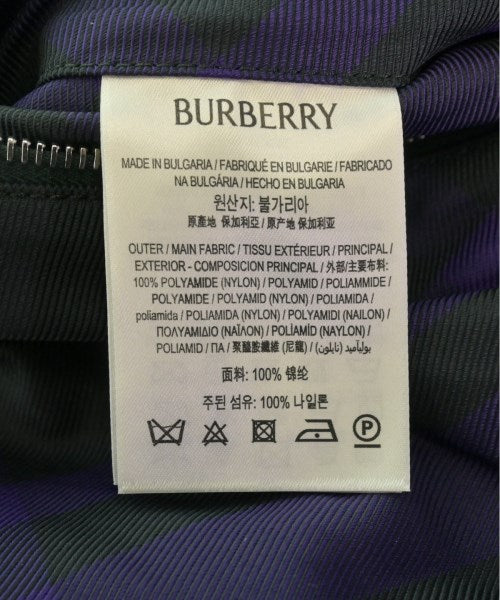 BURBERRY
MADE IN BULGARIA / FABRIQUÉ EN BULGARIE / FABRICADO
NA BULGÁRIA / HECHO EN BULGARIA
원산지: 불가리아
原產地 保加利亞 / 原产地 保加利亚
OUTER / MAIN FABRIC / TISSU EXTÉRIEUR / PRINCIPAL /
EXTERIOR - COMPOSICION PRINCIPAL / 外部/主要布料:
100% POLYAMIDE (NYLON) / POLYAMID / POLIAMMIDE /
POLYAMIDE / POLYAMID (NYLON) / POLIAMIDA /
poliamida / POLIAMIDA (NYLON) / POLYAMIDI (NAILON) /
ΠΟΛΥΑΜΙΔΙΟ (ΝΑΪΛΟΝ) / POLİAMİD (NAYLON) /
POLIAMID / ПА / 聚醯胺纖維 (尼龍) / بولياميد (نايلون)
面料: 100% 锦纶
주된 섬유: 100% 나일론
P